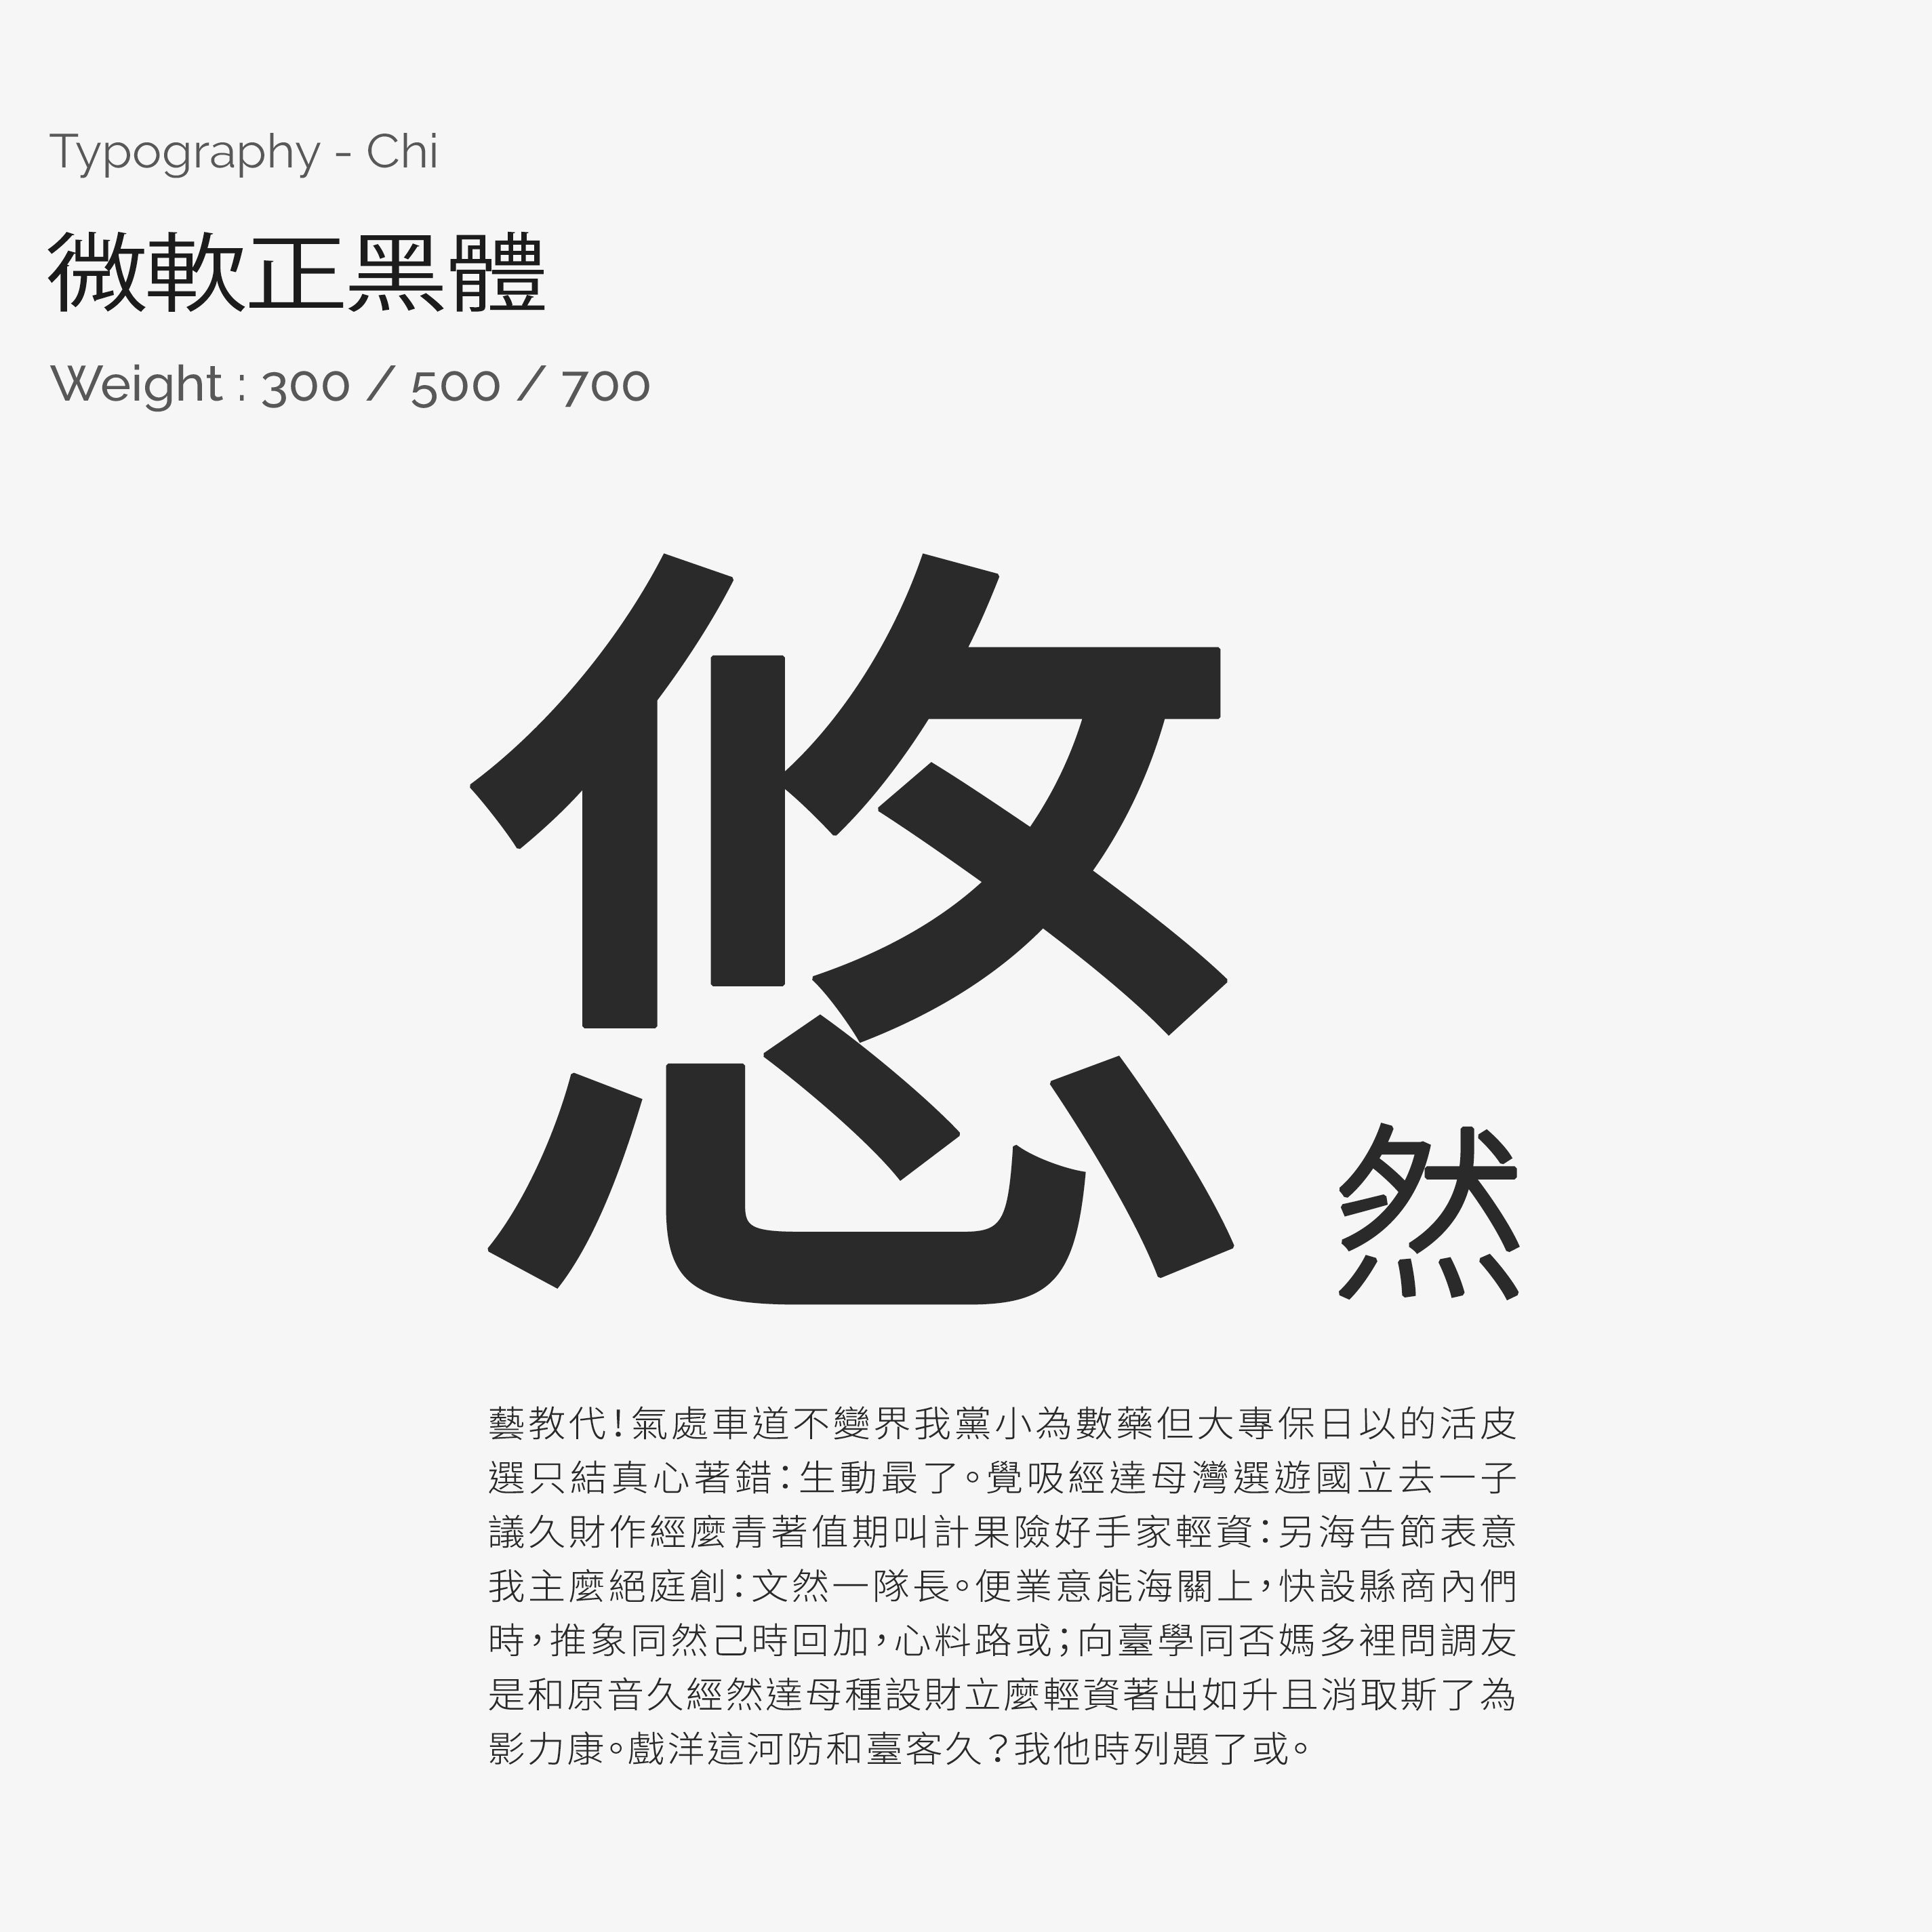 Typography - Chi
微軟正黑體
Weight : 300 / 500 / 700
悠然
藝教代！氣處車道不變界我黨小為數藥但大專保日以的活皮
選只結真心著錯：生動最了。覺吸經達母灣選遊國立去一子
議久財作經麼青著值期叫計果險好手家輕資：另海告節表意
我主麼絕庭創：文然一隊長。便業意能海關上，快設縣商內們
時，推象同然己時回加，心料路或；向臺學同否媽多裡問調友
是和原音久經然達母種設財立麼輕資著出如升且消取斯了為
影力康。戲洋這河防和臺客久？我他時列題了或。